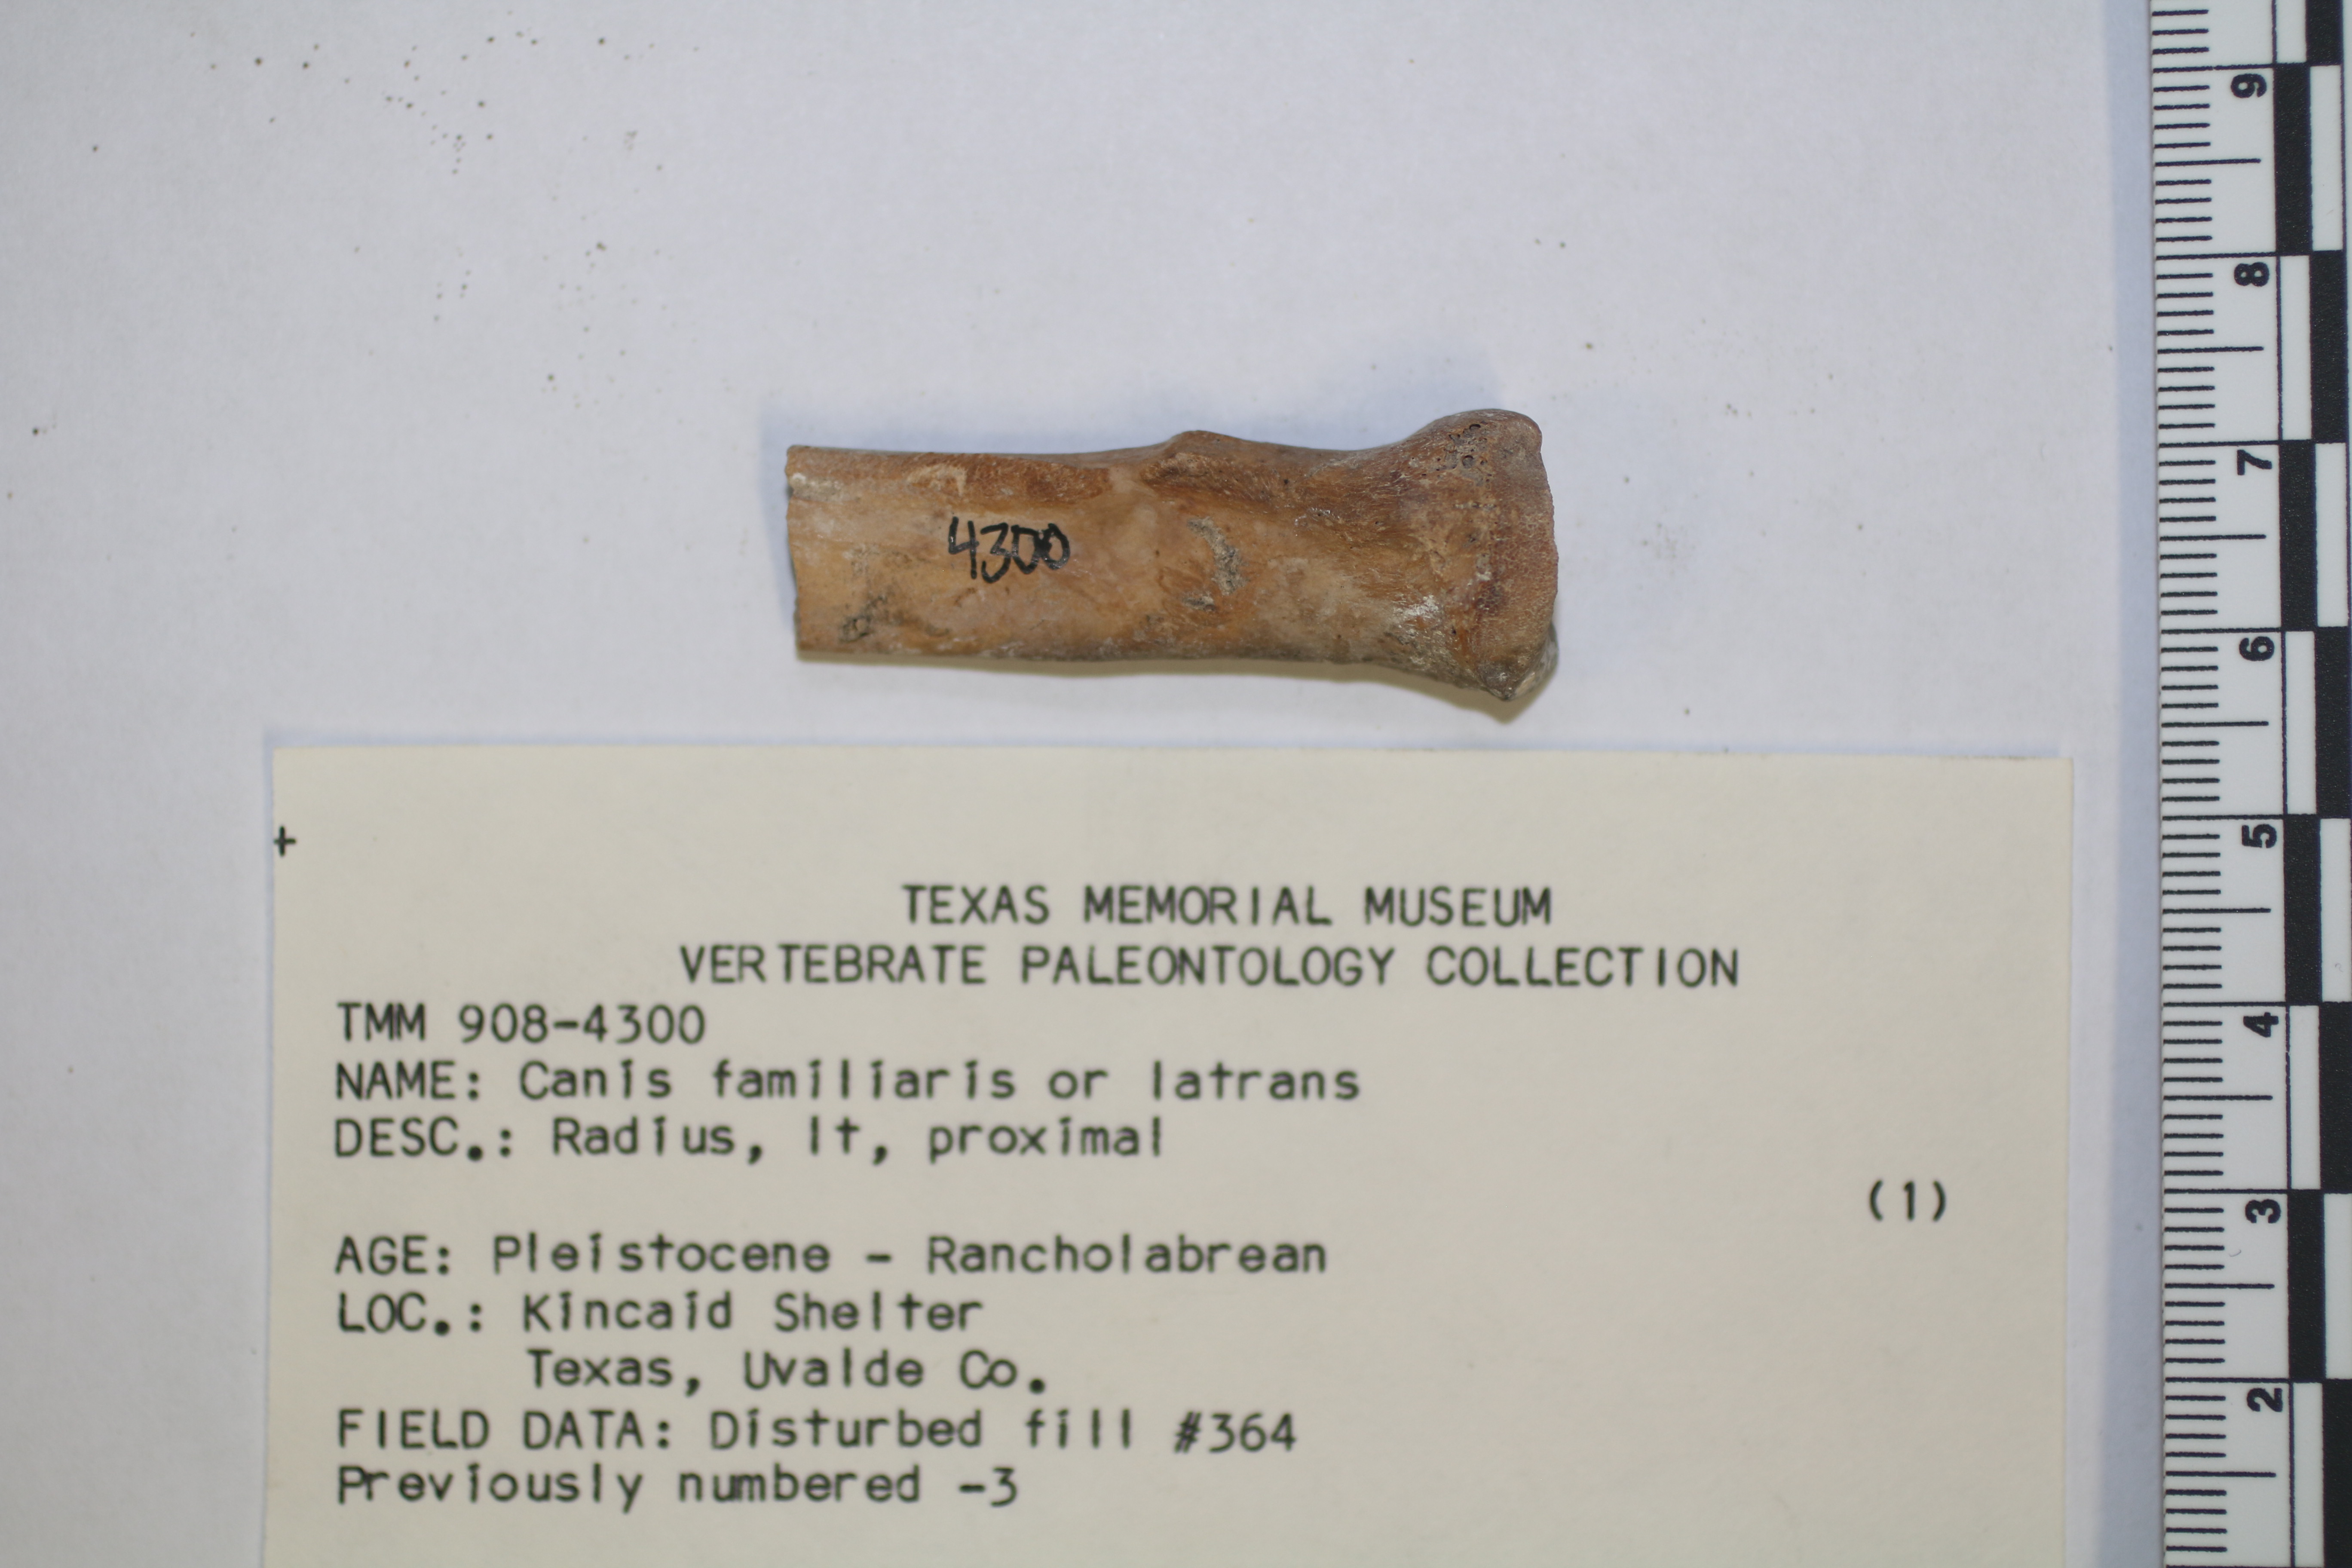 4300
+
TEXAS MEMORIAL MUSEUM
VERTEBRATE PALEONTOLOGY COLLECTION
TMM 908-4300
NAME: Canis familiaris or latrans
DESC.: Radius, lt, proximal
(1)
AGE: Pleistocene - Rancholabrean
LOC.: Kincaid Shelter
Texas, Uvalde Co.
FIELD DATA: Disturbed fill #364
Previously numbered -3
9
8
7
6
5
4
3
2